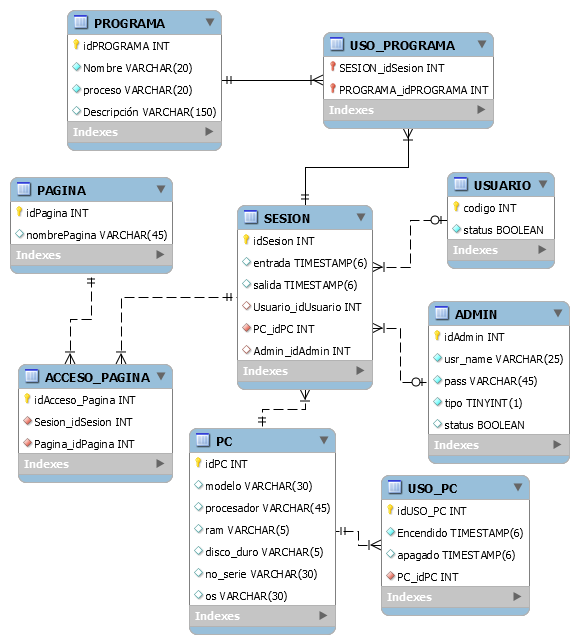 PROGRAMA
idPROGRAMA INT
Nombre VARCHAR(20)
proceso VARCHAR(20)
Descripción VARCHAR(150)
Indexes
USO_PROGRAMA
SESION_idSesion INT
PROGRAMA_idPROGRAMA INT
Indexes
PAGINA
idPagina INT
nombrePagina VARCHAR(45)
Indexes
SESION
idSesion INT
entrada TIMESTAMP(6)
salida TIMESTAMP(6)
Usuario_idUsuario INT
PC_idPC INT
Admin_idAdmin INT
Indexes
USUARIO
codigo INT
status BOOLEAN
Indexes
ADMIN
idAdmin INT
usr_name VARCHAR(25)
pass VARCHAR(45)
tipo TINYINT(1)
status BOOLEAN
Indexes
ACCESO_PAGINA
idAcceso_Pagina INT
Sesion_idSesion INT
Pagina_idPagina INT
Indexes
PC
idPC INT
modelo VARCHAR(30)
procesador VARCHAR(45)
ram VARCHAR(5)
disco_duro VARCHAR(5)
no_serie VARCHAR(30)
os VARCHAR(30)
Indexes
USO_PC
idUSO_PC INT
Encendido TIMESTAMP(6)
apagado TIMESTAMP(6)
PC_idPC INT
Indexes